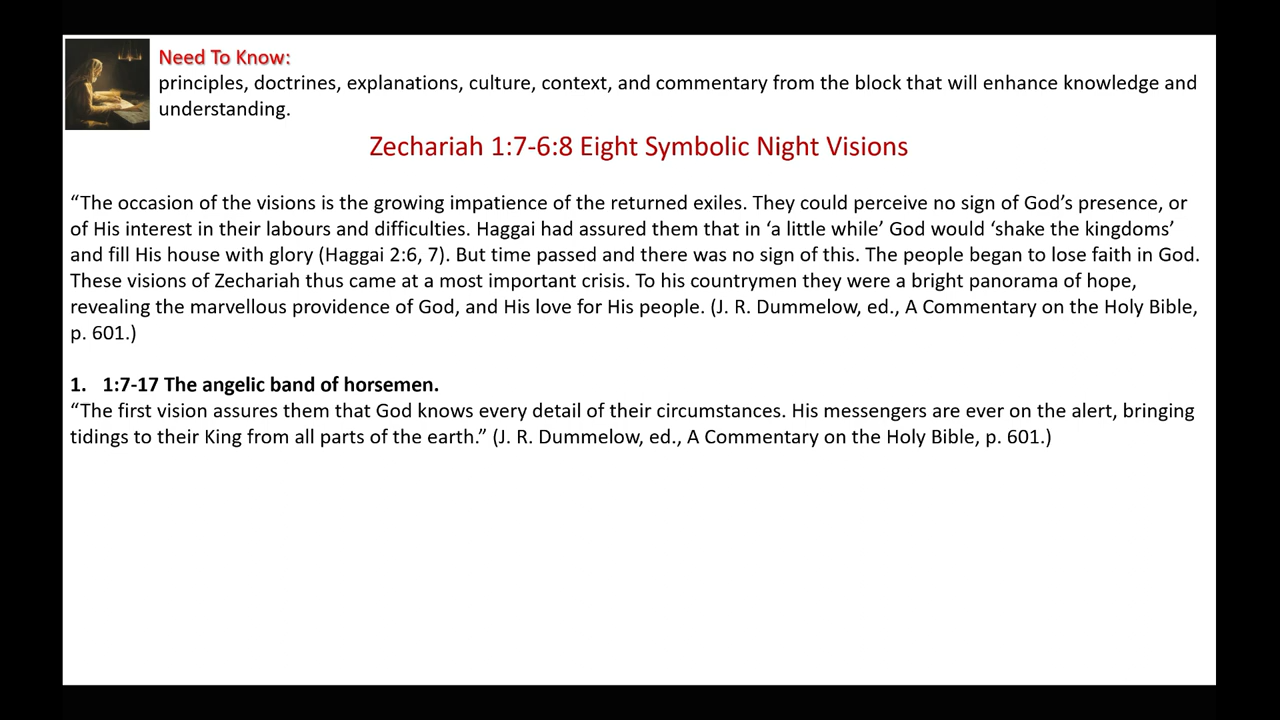 Need To Know:
principles, doctrines, explanations, culture, context, and commentary from the block that will enhance knowledge and
understanding.
Zechariah 1:7-6:8 Eight Symbolic Night Visions
“The occasion of the visions is the growing impatience of the returned exiles. They could perceive no sign of God’s presence, or
of His interest in their labours and difficulties. Haggai had assured them that in ‘a little while’ God would ‘shake the kingdoms’
and fill His house with glory (Haggai 2:6, 7). But time passed and there was no sign of this. The people began to lose faith in God.
These visions of Zechariah thus came at a most important crisis. To his countrymen they were a bright panorama of hope,
revealing the marvellous providence of God, and His love for His people. (J. R. Dummelow, ed., A Commentary on the Holy Bible,
p. 601.)
1. 1:7-17 The angelic band of horsemen.
“The first vision assures them that God knows every detail of their circumstances. His messengers are ever on the alert, bringing
tidings to their King from all parts of the earth.” (J. R. Dummelow, ed., A Commentary on the Holy Bible, p. 601.)